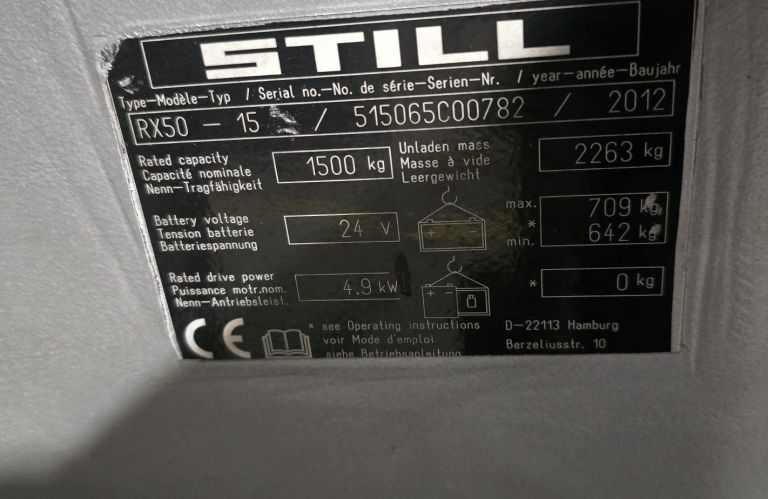 STILL
Type-Modèle-Typ / Serial no.-No. de série-Serien-Nr. / year-année-Baujahr
RX50 - 15 / 515065C00782 / 2012
Rated capacity
Capacité nominale
Nenn-Tragfähigkeit
1500 kg
Unladen mass
Masse à vide
Leergewicht
2263 kg
Battery voltage
Tension batterie
Batteriespannung
24 V
+ -
max. 709 kg
*
min. 642 kg
Rated drive power
Puissance motr.nom.
Nenn-Antriebsleist.
4.9 kW
+ -
* 0 kg
CE
* see Operating instructions
voir Mode d'emploi
siehe Betriebsanleitung
D-22113 Hamburg
Berzeliusstr. 10